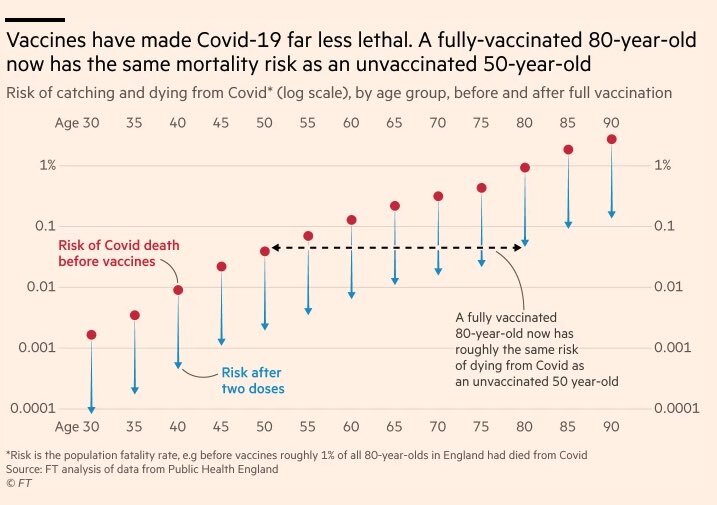 Vaccines have made Covid-19 far less lethal. A fully-vaccinated 80-year-old
now has the same mortality risk as an unvaccinated 50-year-old
Risk of catching and dying from Covid* (log scale), by age group, before and after full vaccination
Age 30 35 40 45 50 55 60 65 70 75 80 85 90
1% 1%
0.1 0.1
Risk of Covid death
before vaccines
0.01 0.01
A fully vaccinated
80-year-old now has
roughly the same risk
of dying from Covid as
an unvaccinated 50 year-old
0.001 0.001
Risk after
two doses
0.0001 0.0001
Age 30 35 40 45 50 55 60 65 70 75 80 85 90
*Risk is the population fatality rate, e.g before vaccines roughly 1% of all 80-year-olds in England had died from Covid
Source: FT analysis of data from Public Health England
© FT